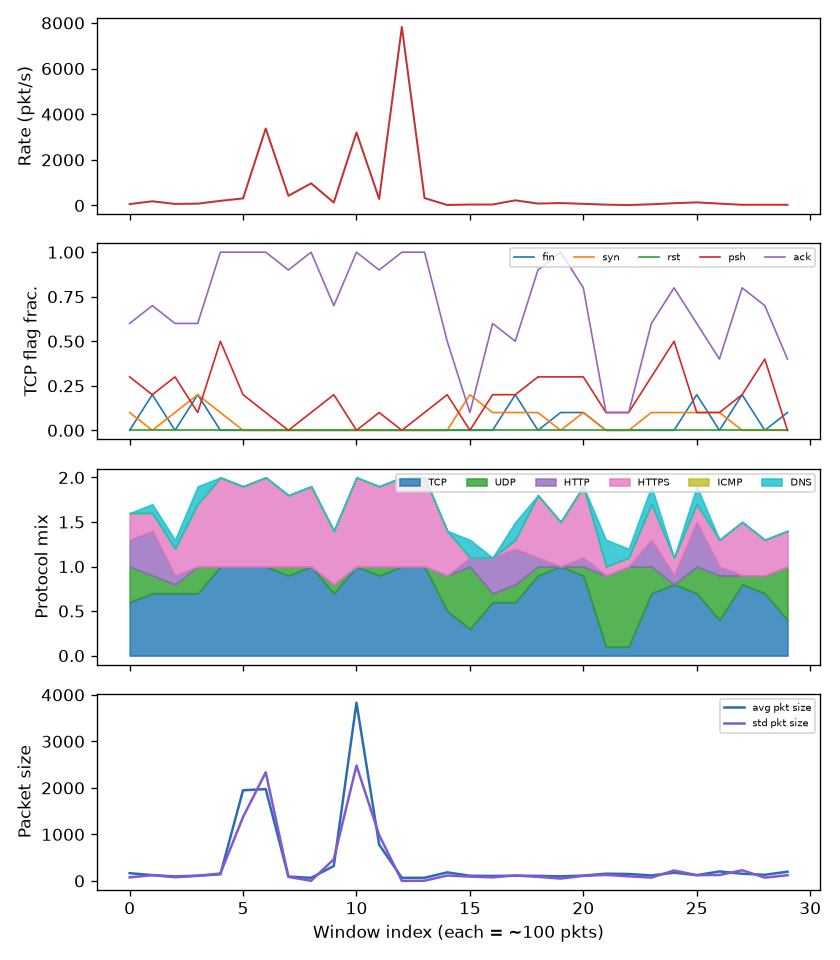 Rate (pkt/s)
8000
6000
4000
2000
0
TCP flag frac.
1.00
0.75
0.50
0.25
0.00
fin syn rst psh ack
Protocol mix
2.0
1.5
1.0
0.5
0.0
TCP UDP HTTP HTTPS ICMP DNS
Packet size
4000
3000
2000
1000
0
avg pkt size
std pkt size
0 5 10 15 20 25 30
Window index (each = ~100 pkts)